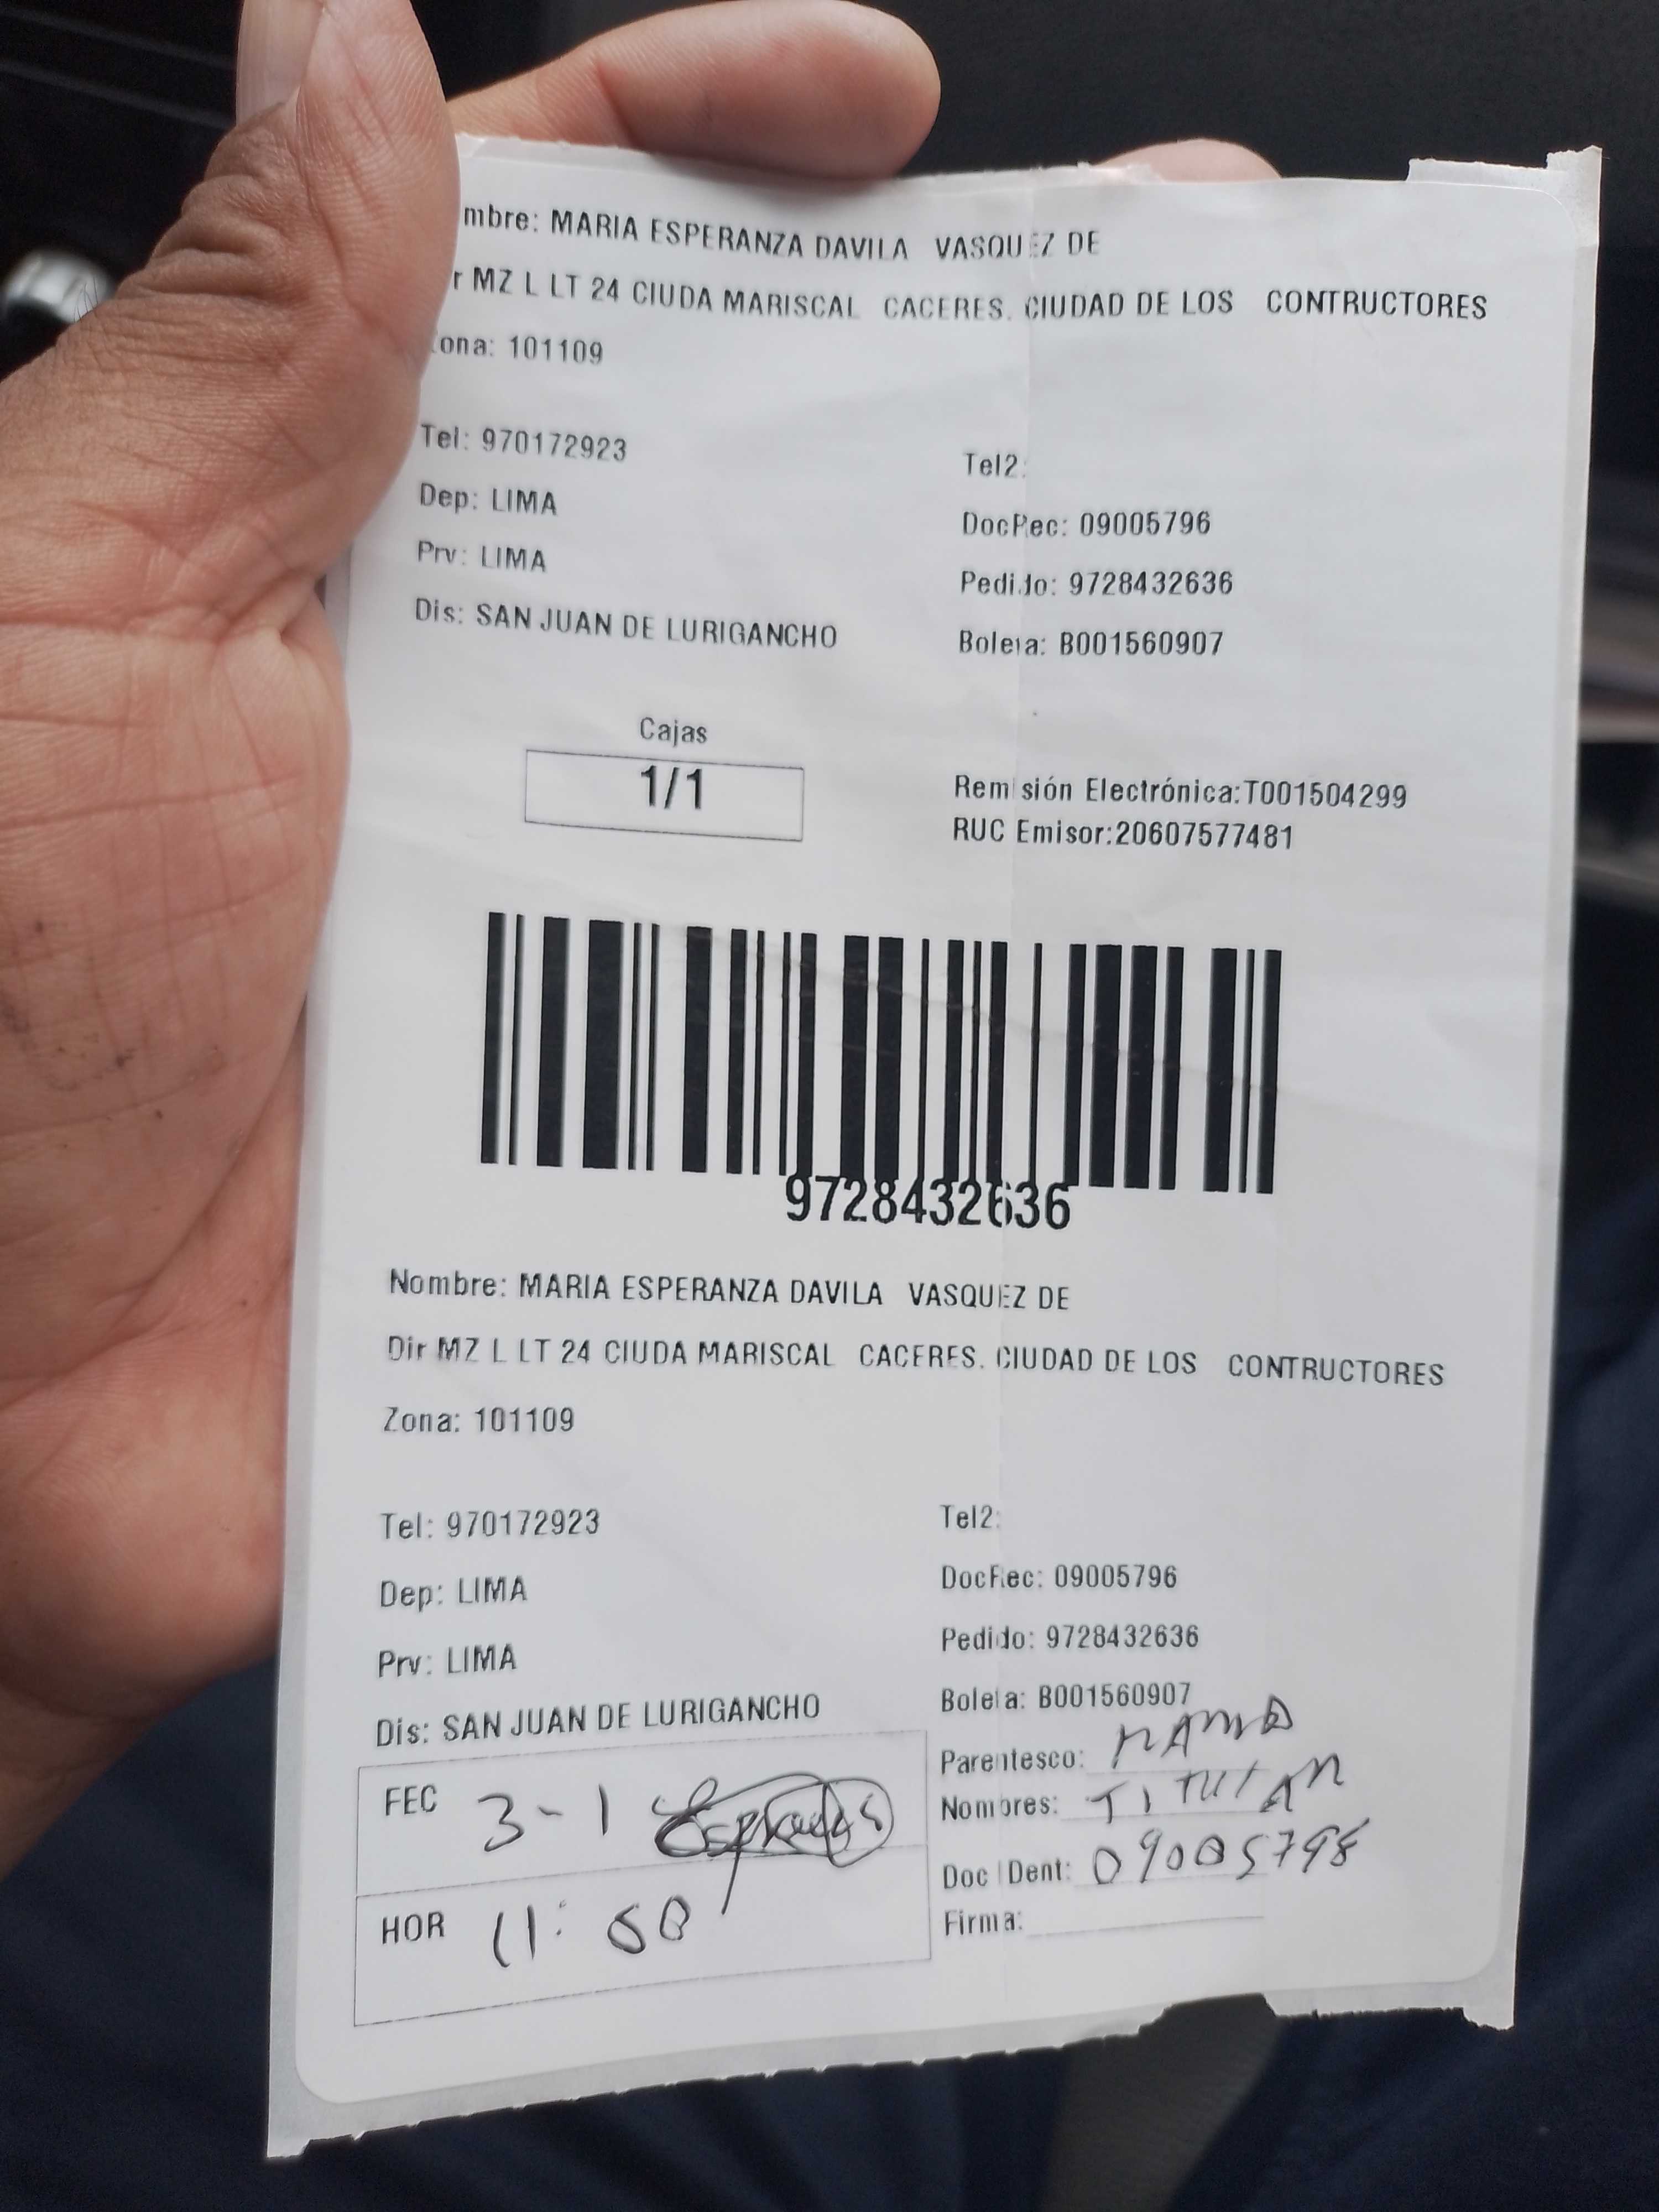 mbre: MARIA ESPERANZA DAVILA VASQUEZ DE
r MZ L LT 24 CIUDA MARISCAL CACERES. CIUDAD DE LOS CONTRUCTORES
ona: 101109
Tel: 970172923
Tel2:
Dep: LIMA
DocRec: 09005796
Prv: LIMA
Pedido: 9728432636
Dis: SAN JUAN DE LURIGANCHO
Boleta: B001560907
Cajas
1/1
Remisión Electrónica:T001504299
RUC Emisor:20607577481
9728432636
Nombre: MARIA ESPERANZA DAVILA VASQUEZ DE
Dir MZ L LT 24 CIUDA MARISCAL CACERES. CIUDAD DE LOS CONTRUCTORES
Zona: 101109
Tel: 970172923
Tel2:
Dep: LIMA
DocRec: 09005796
Prv: LIMA
Pedido: 9728432636
Dis: SAN JUAN DE LURIGANCHO
Boleta: B001560907
FEC 3-1
Parentesco:
Nombres: TITULAR
Doc IDent:
HOR
Firma: